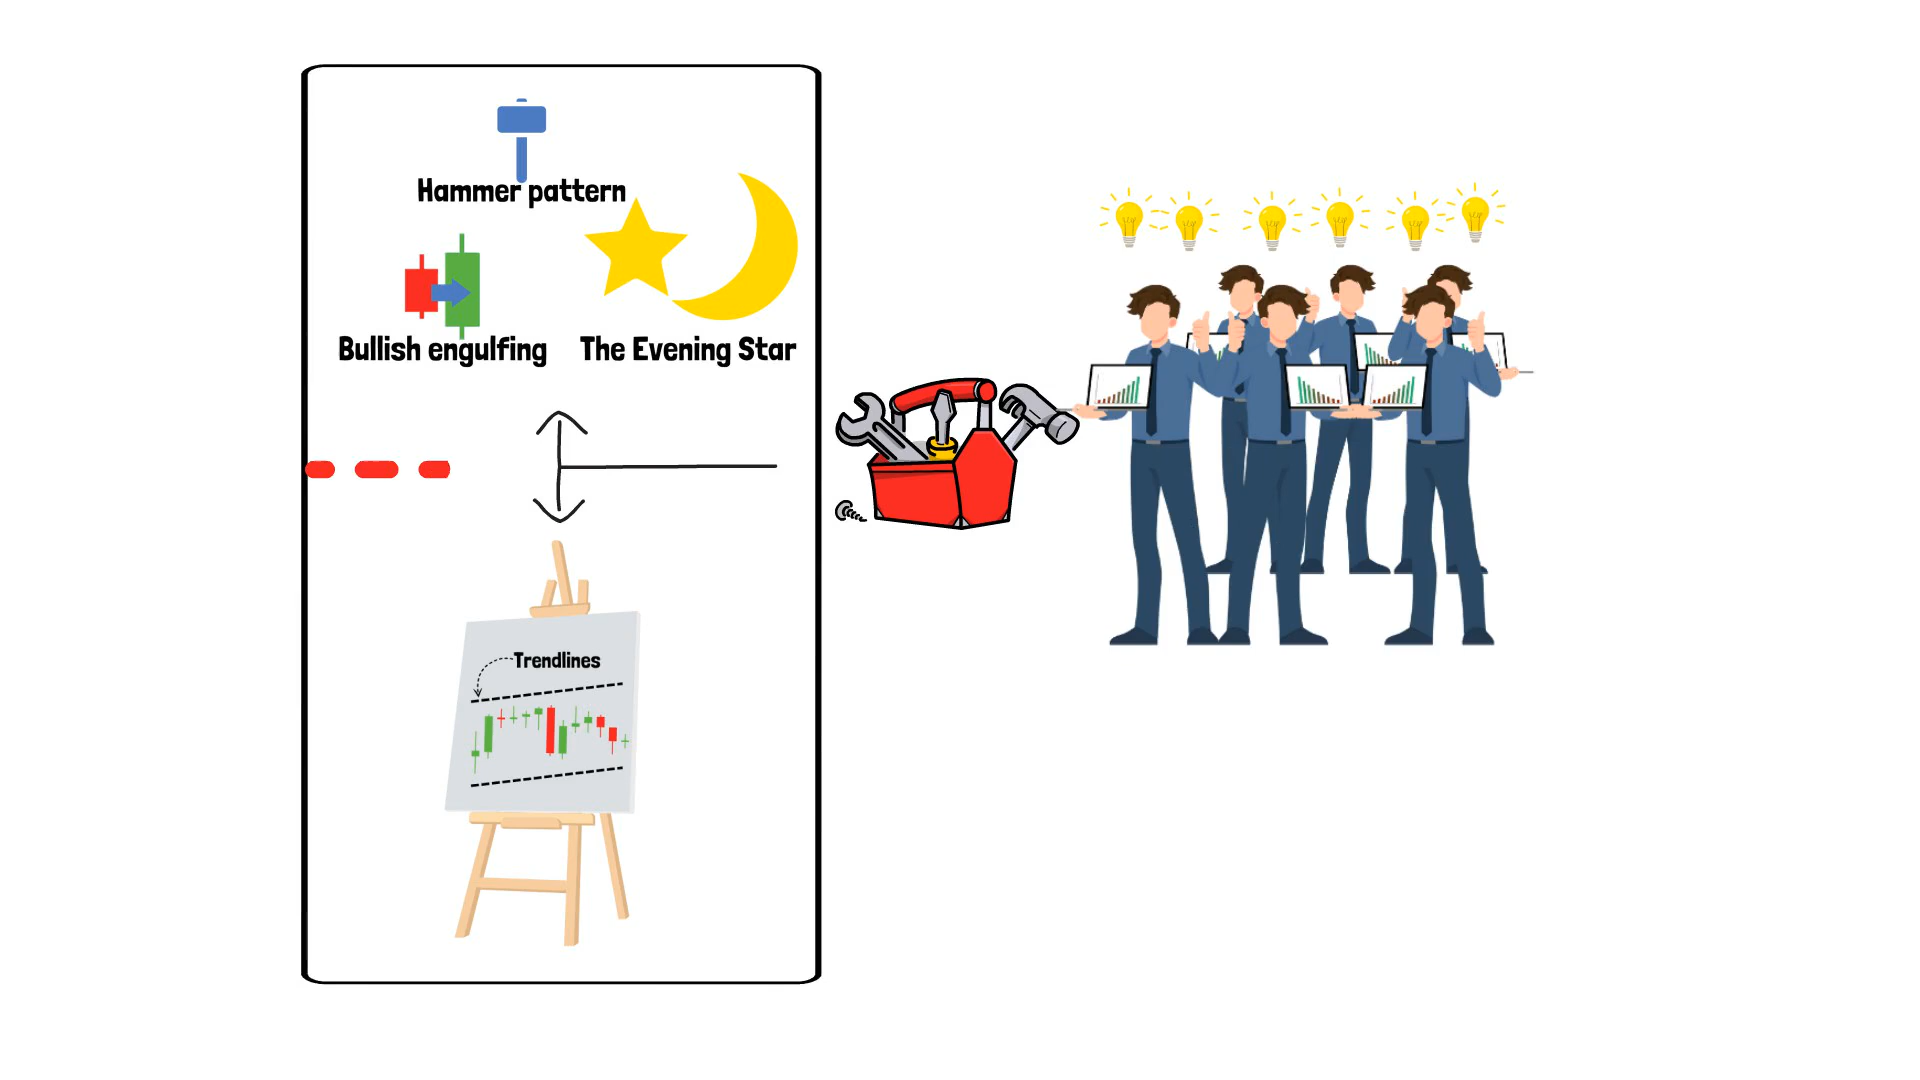 Hammer pattern
Bullish engulfing
The Evening Star
Trendlines